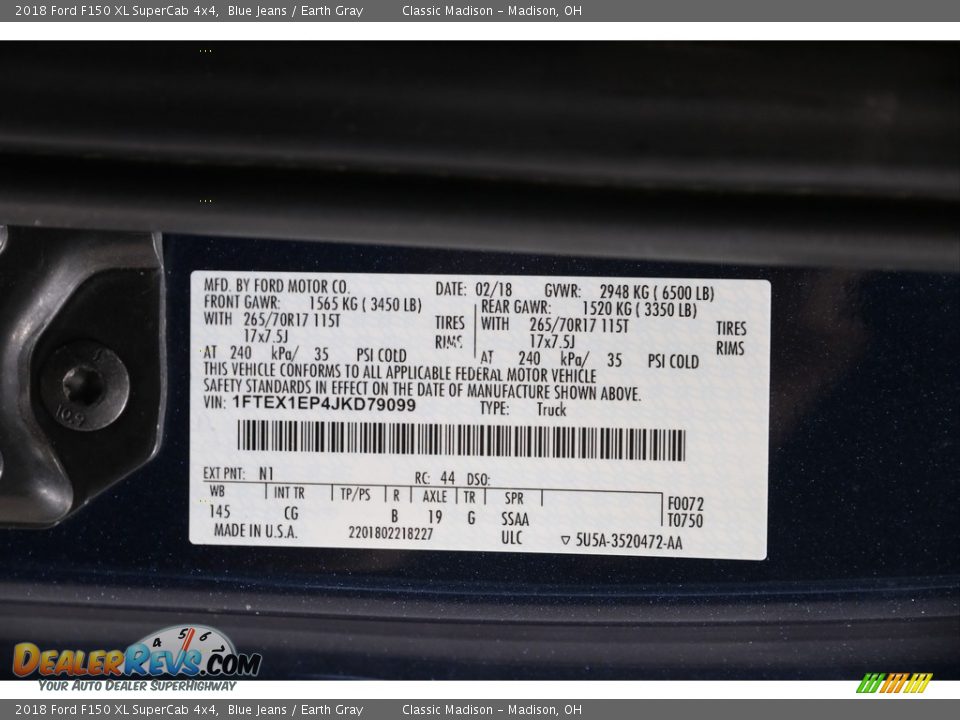 2018 Ford F150 XL SuperCab 4x4, Blue Jeans / Earth Gray Classic Madison – Madison, OH
MFD. BY FORD MOTOR CO. DATE: 02/18 GVWR: 2948 KG ( 6500 LB)
FRONT GAWR: 1565 KG ( 3450 LB) REAR GAWR: 1520 KG ( 3350 LB)
WITH 265/70R17 115T TIRES WITH 265/70R17 115T TIRES
17x7.5J RIMS 17x7.5J RIMS
AT 240 kPa/ 35 PSI COLD AT 240 kPa/ 35 PSI COLD
THIS VEHICLE CONFORMS TO ALL APPLICABLE FEDERAL MOTOR VEHICLE
SAFETY STANDARDS IN EFFECT ON THE DATE OF MANUFACTURE SHOWN ABOVE.
VIN: 1FTEX1EP4JKD79099 TYPE: Truck
EXT PNT: N1 RC: 44 DSO:
WB INT TR TP/PS R AXLE TR SPR F0072
145 CG B 19 G SSAA T0750
MADE IN U.S.A. 2201802218227 ULC ▽ 5U5A-3520472-AA
10.9
4 5 6
DEALERREVS.COM
YOUR AUTO DEALER SUPERHIGHWAY
2018 Ford F150 XL SuperCab 4x4, Blue Jeans / Earth Gray Classic Madison – Madison, OH